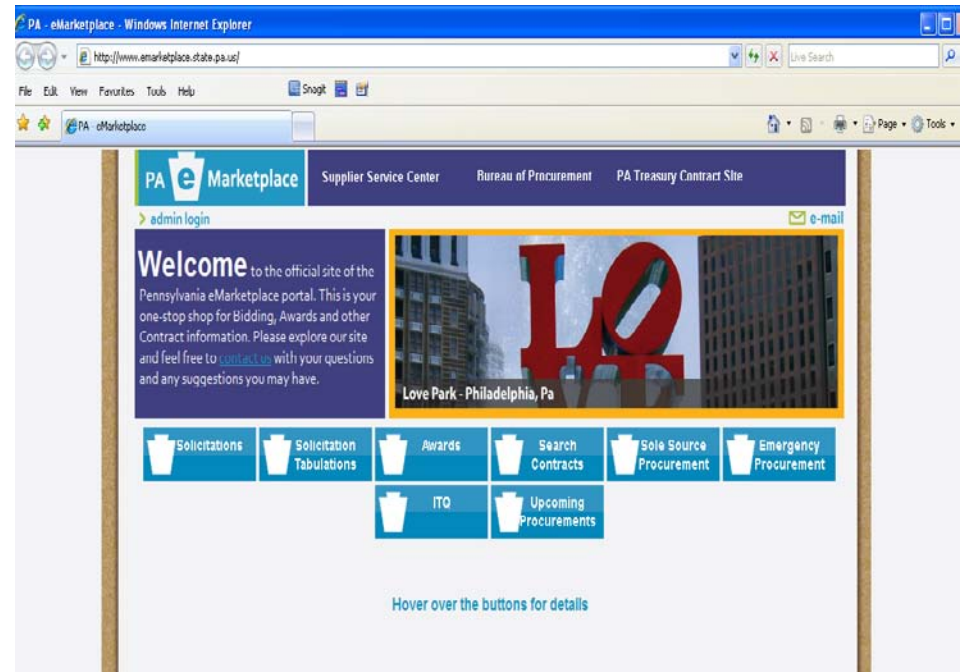 PA - eMarketplace - Windows Internet Explorer
http://www.emarketplace.state.pa.us/
Live Search
File Edit View Favorites Tools Help
Snagit
PA - eMarketplace
Page
Tools
PA e Marketplace
Supplier Service Center
Bureau of Procurement
PA Treasury Contract Site
admin login
e-mail
Welcome to the official site of the
Pennsylvania eMarketplace portal. This is your
one-stop shop for Bidding, Awards and other
Contract information. Please explore our site
and feel free to contact us with your questions
and any suggestions you may have.
LOVE
Love Park - Philadelphia, Pa
Solicitations
Solicitation
Tabulations
Awards
Search
Contracts
Sole Source
Procurement
Emergency
Procurement
ITQ
Upcoming
Procurements
Hover over the buttons for details